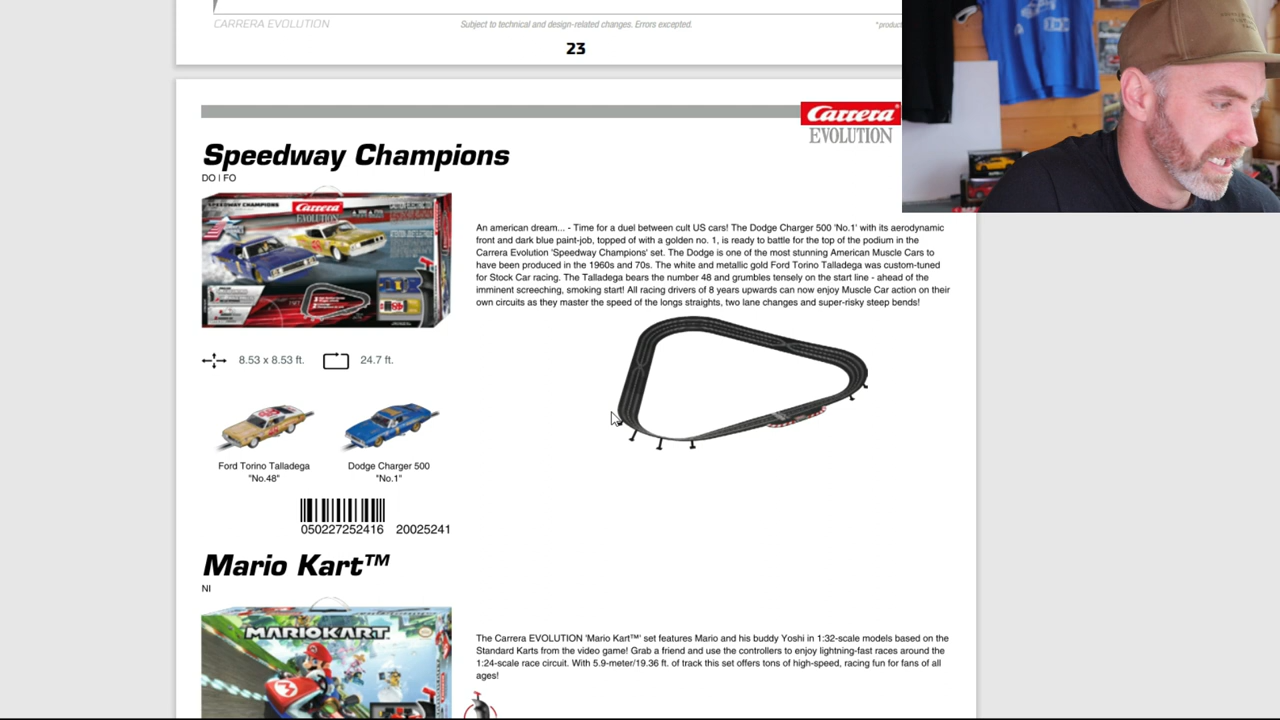 CARRERA EVOLUTION
Subject to technical and design-related changes. Errors excepted.
*produc
23
Carrera
EVOLUTION
Speedway Champions
DO | FO
SPEEDWAY CHAMPIONS
Carrera
EVOLUTION
An american dream... - Time for a duel between cult US cars! The Dodge Charger 500 'No.1' with its aerodynamic
front and dark blue paint-job, topped of with a golden no. 1, is ready to battle for the top of the podium in the
Carrera Evolution 'Speedway Champions' set. The Dodge is one of the most stunning American Muscle Cars to
have been produced in the 1960s and 70s. The white and metallic gold Ford Torino Talladega was custom-tuned
for Stock Car racing. The Talladega bears the number 48 and grumbles tensely on the start line - ahead of the
imminent screeching, smoking start! All racing drivers of 8 years upwards can now enjoy Muscle Car action on their
own circuits as they master the speed of the longs straights, two lane changes and super-risky steep bends!
8.53 x 8.53 ft.
24.7 ft.
Ford Torino Talladega
"No.48"
Dodge Charger 500
"No.1"
050227252416
20025241
Mario Kart™
NI
MARIOKART
The Carrera EVOLUTION 'Mario Kart™' set features Mario and his buddy Yoshi in 1:32-scale models based on the
Standard Karts from the video game! Grab a friend and use the controllers to enjoy lightning-fast races around the
1:24-scale race circuit. With 5.9-meter/19.36 ft. of track this set offers tons of high-speed, racing fun for fans of all
ages!